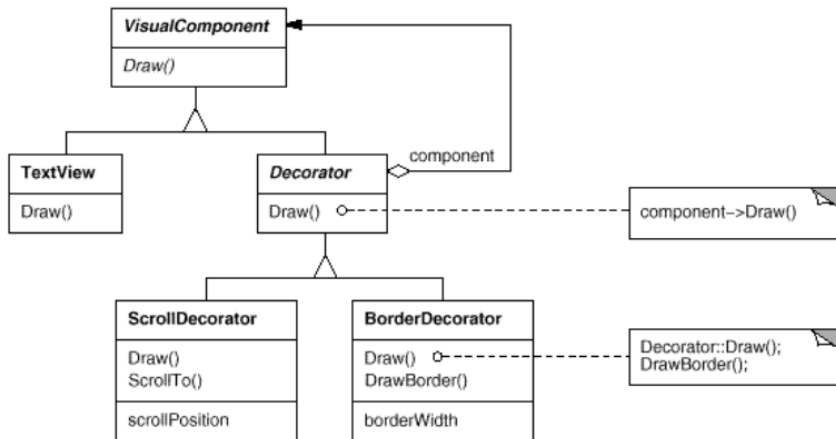 VisualComponent
Draw()
component
TextView
Draw()
Decorator
Draw()
component->Draw()
ScrollDecorator
Draw()
ScrollTo()
scrollPosition
BorderDecorator
Draw()
DrawBorder()
borderWidth
Decorator::Draw();
DrawBorder();